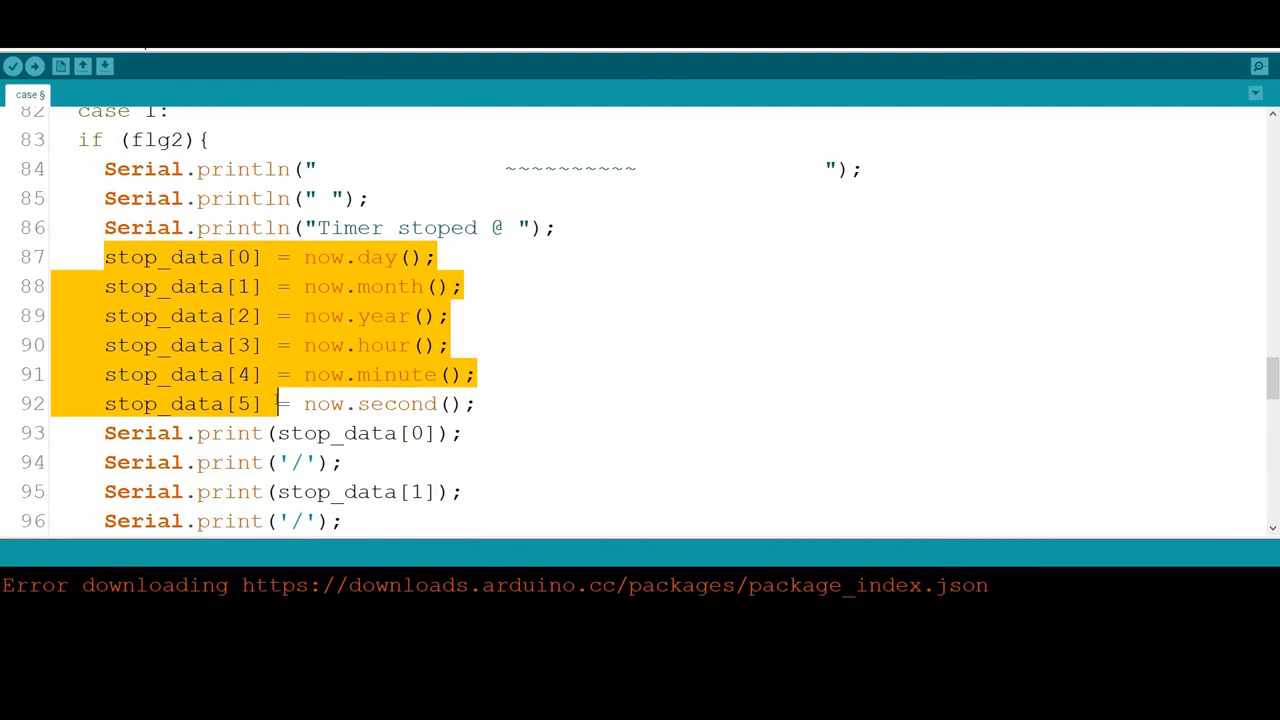 case §
82 case 1:
83 if (flg2){
84 Serial.println(" ~~~~~~~~~~ ");
85 Serial.println(" ");
86 Serial.println("Timer stoped @ ");
87 stop_data[0] = now.day();
88 stop_data[1] = now.month();
89 stop_data[2] = now.year();
90 stop_data[3] = now.hour();
91 stop_data[4] = now.minute();
92 stop_data[5] = now.second();
93 Serial.print(stop_data[0]);
94 Serial.print('/');
95 Serial.print(stop_data[1]);
96 Serial.print('/');
Error downloading https://downloads.arduino.cc/packages/package_index.json